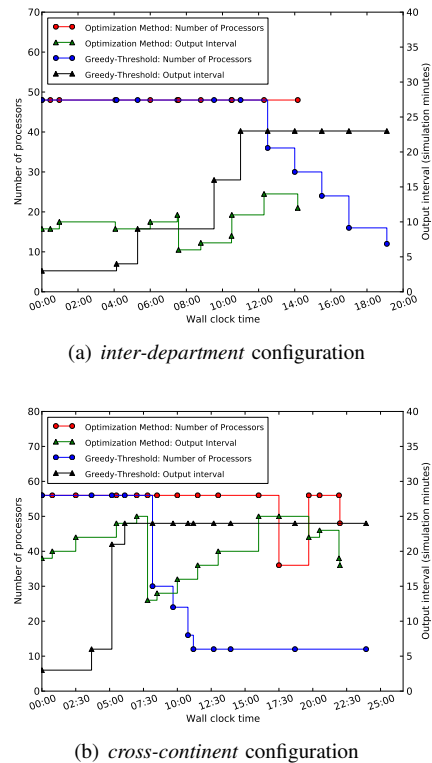 70
60
50
40
30
20
10
0
Number of processors
Optimization Method: Number of Processors
Optimization Method: Output Interval
Greedy-Threshold: Number of Processors
Greedy-Threshold: Output interval
40
35
30
25
20
15
10
5
0
Output interval (simulation minutes)
00:00 02:00 04:00 06:00 08:00 10:00 12:00 14:00 16:00 18:00 20:00
Wall clock time
(a) inter-department configuration
80
70
60
50
40
30
20
10
0
Number of processors
Optimization Method: Number of Processors
Optimization Method: Output Interval
Greedy-Threshold: Number of Processors
Greedy-Threshold: Output interval
40
35
30
25
20
15
10
5
0
Output interval (simulation minutes)
00:00 02:30 05:00 07:30 10:00 12:30 15:00 17:30 20:00 22:30 25:00
Wall clock time
(b) cross-continent configuration